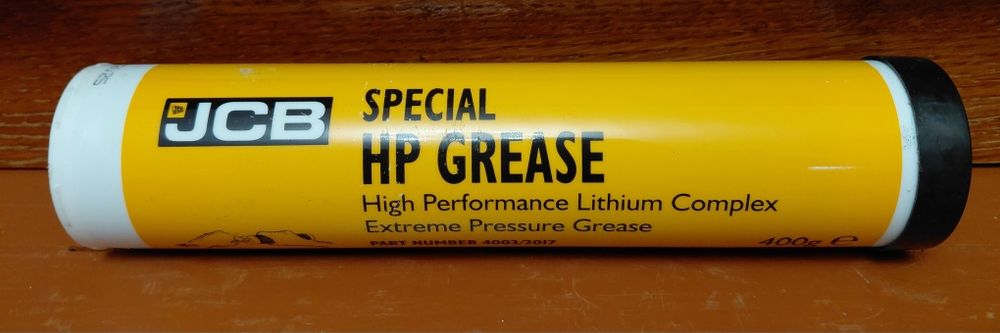 JCB
SPECIAL
HP GREASE
High Performance Lithium Complex
Extreme Pressure Grease
PART NUMBER 4003/2017
400g e